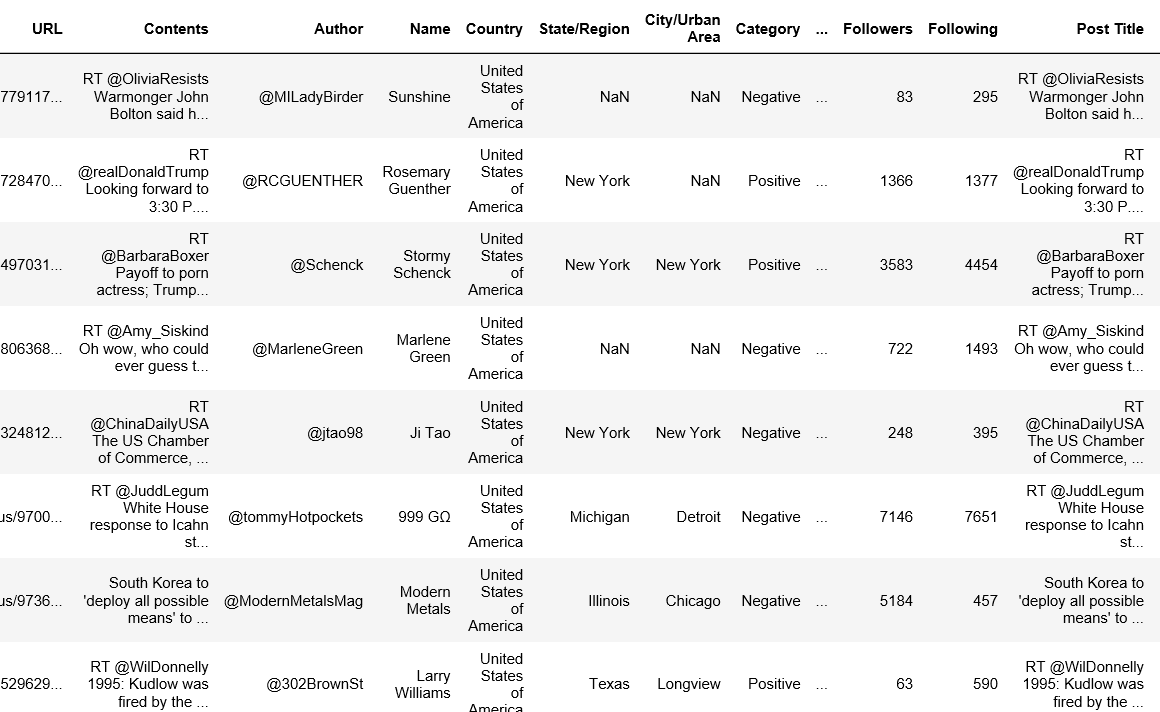 URL Contents Author Name Country State/Region City/Urban Area Category ... Followers Following Post Title
779117... RT @OliviaResists Warmonger John Bolton said h... @MILadyBirder Sunshine United States of America NaN NaN Negative ... 83 295 RT @OliviaResists Warmonger John Bolton said h...
728470... RT @realDonaldTrump Looking forward to 3:30 P.... @RCGUENTHER Rosemary Guenther United States of America New York NaN Positive ... 1366 1377 RT @realDonaldTrump Looking forward to 3:30 P....
497031... RT @BarbaraBoxer Payoff to porn actress; Trump... @Schenck Stormy Schenck United States of America New York New York Positive ... 3583 4454 RT @BarbaraBoxer Payoff to porn actress; Trump...
806368... RT @Amy_Siskind Oh wow, who could ever guess t... @MarleneGreen Marlene Green United States of America NaN NaN Negative ... 722 1493 RT @Amy_Siskind Oh wow, who could ever guess t...
324812... RT @ChinaDailyUSA The US Chamber of Commerce, ... @jtao98 Ji Tao United States of America New York New York Negative ... 248 395 RT @ChinaDailyUSA The US Chamber of Commerce, ...
us/9700... RT @JuddLegum White House response to Icahn st... @tommyHotpockets 999 GΩ United States of America Michigan Detroit Negative ... 7146 7651 RT @JuddLegum White House response to Icahn st...
us/9736... South Korea to 'deploy all possible means' to ... @ModernMetalsMag Modern Metals United States of America Illinois Chicago Negative ... 5184 457 South Korea to 'deploy all possible means' to ...
529629... RT @WilDonnelly 1995: Kudlow was fired by the ... @302BrownSt Larry Williams United States of America Texas Longview Positive ... 63 590 RT @WilDonnelly 1995: Kudlow was fired by the ...